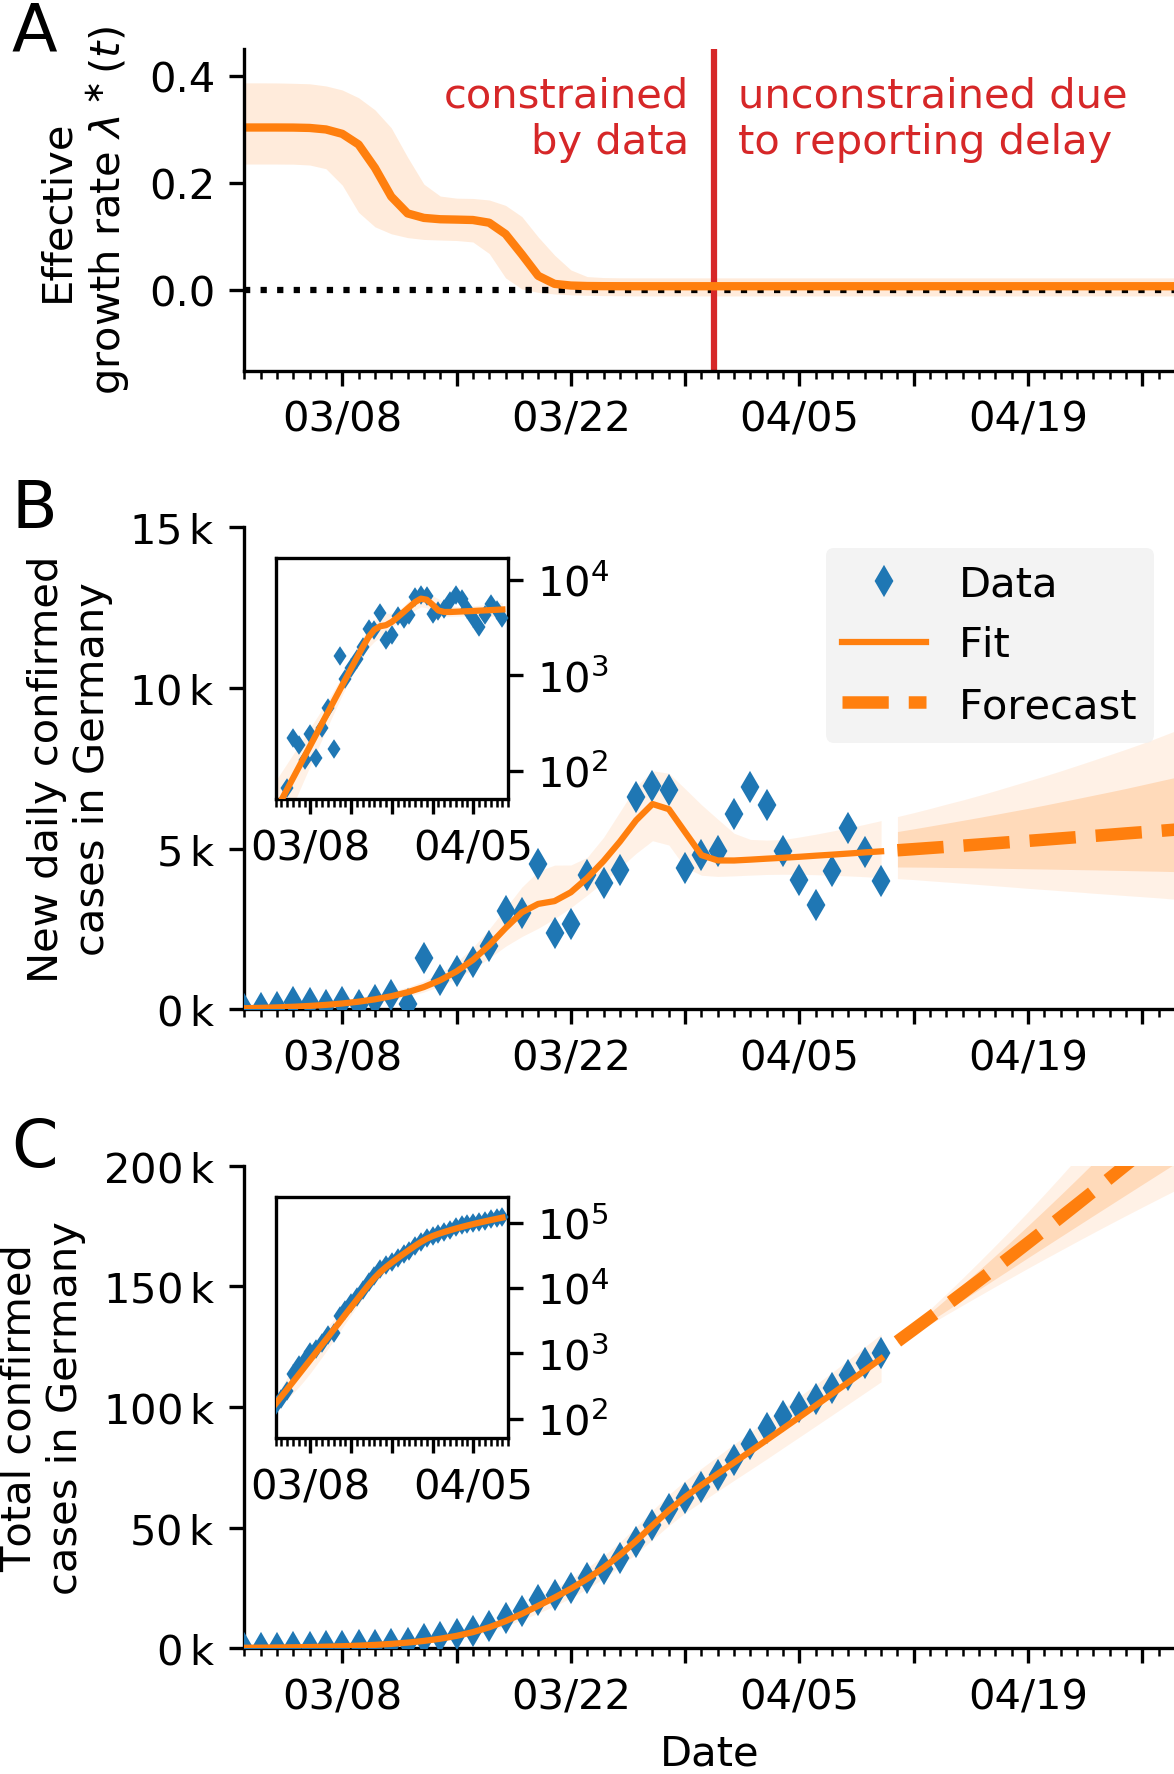 A
Effective
growth rate λ * (t)
0.4
0.2
0.0
constrained
by data
unconstrained due
to reporting delay
03/08
03/22
04/05
04/19
B
New daily confirmed
cases in Germany
15 k
10 k
5 k
0 k
10⁴
10³
10²
03/08
04/05
Data
Fit
Forecast
03/08
03/22
04/05
04/19
C
Total confirmed
cases in Germany
200 k
150 k
100 k
50 k
0 k
10⁵
10⁴
10³
10²
03/08
04/05
03/08
03/22
04/05
04/19
Date